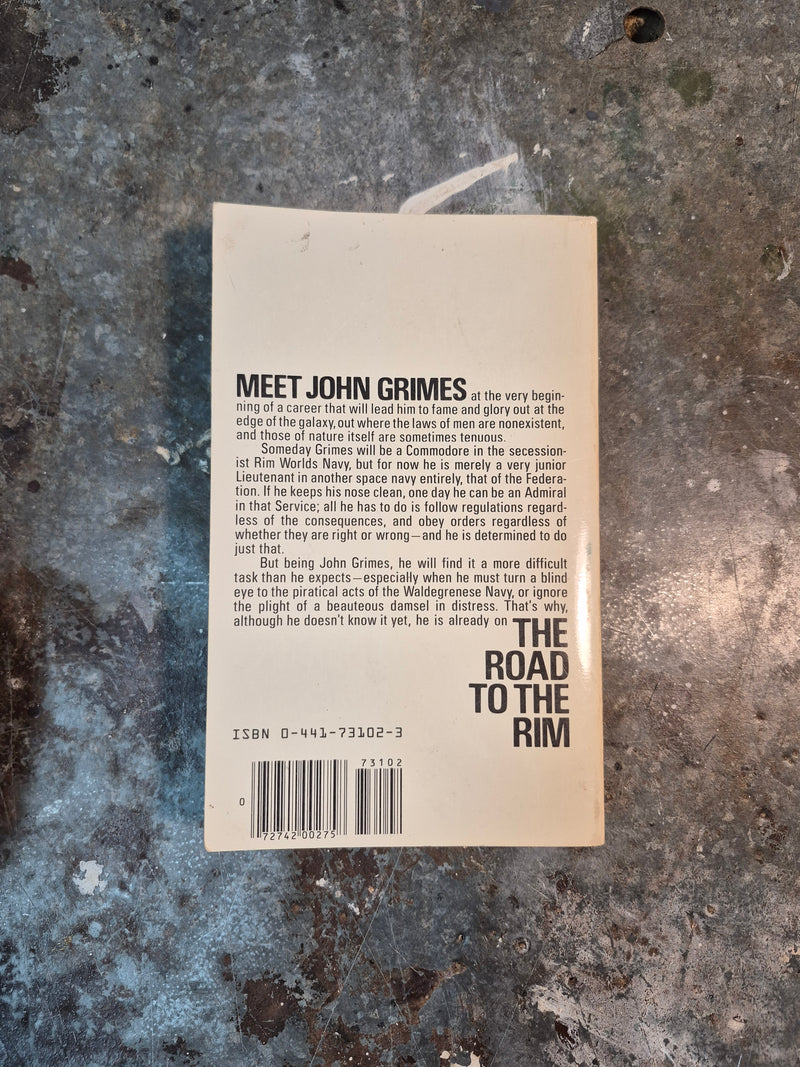 MEET JOHN GRIMES at the very begin-
ning of a career that will lead him to fame and glory out at the
edge of the galaxy, out where the laws of men are nonexistent,
and those of nature itself are sometimes tenuous.
Someday Grimes will be a Commodore in the secession-
ist Rim Worlds Navy, but for now he is merely a very junior
Lieutenant in another space navy entirely, that of the Federa-
tion. If he keeps his nose clean, one day he can be an Admiral
in that Service; all he has to do is follow regulations regard-
less of the consequences, and obey orders regardless of
whether they are right or wrong—and he is determined to do
just that.
But being John Grimes, he will find it a more difficult
task than he expects—especially when he must turn a blind
eye to the piratical acts of the Waldegrenese Navy, or ignore
the plight of a beauteous damsel in distress. That's why,
although he doesn't know it yet, he is already on THE
ROAD
TO THE
RIM
ISBN 0-441-73102-3
73102
0
72742 00275